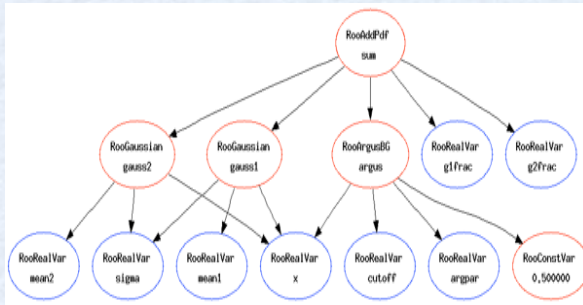 RooAddPdf
sum
RooGaussian
gauss2
RooGaussian
gauss1
RooArgusBG
argus
RooRealVar
g1frac
RooRealVar
g2frac
RooRealVar
mean2
RooRealVar
sigma
RooRealVar
mean1
RooRealVar
x
RooRealVar
cutoff
RooRealVar
argpar
RooConstVar
0,500000